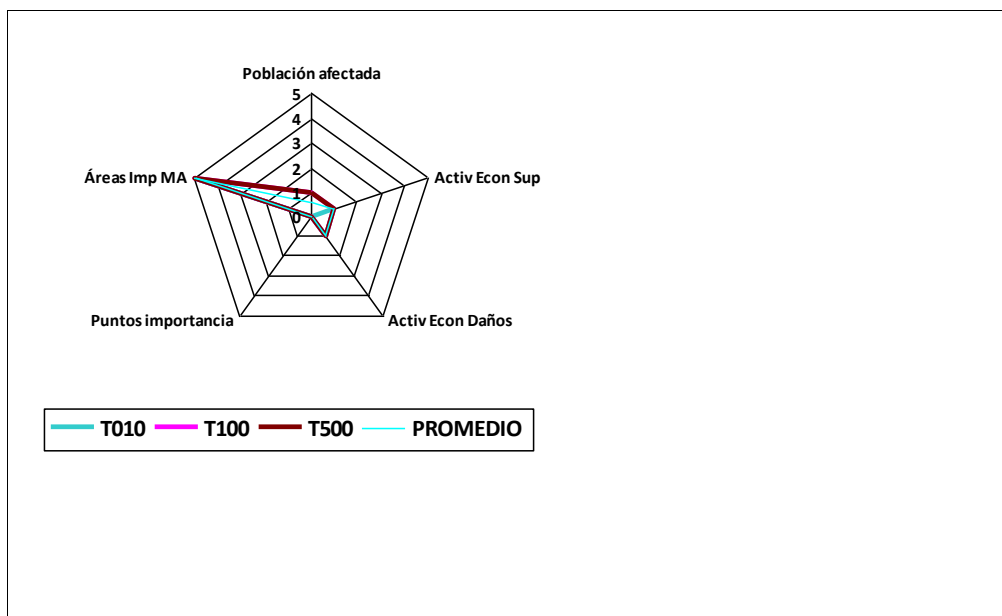 Población afectada
5
4
3
2
1
0
Áreas Imp MA
Activ Econ Sup
Puntos importancia
Activ Econ Daños
T010 T100 T500 PROMEDIO